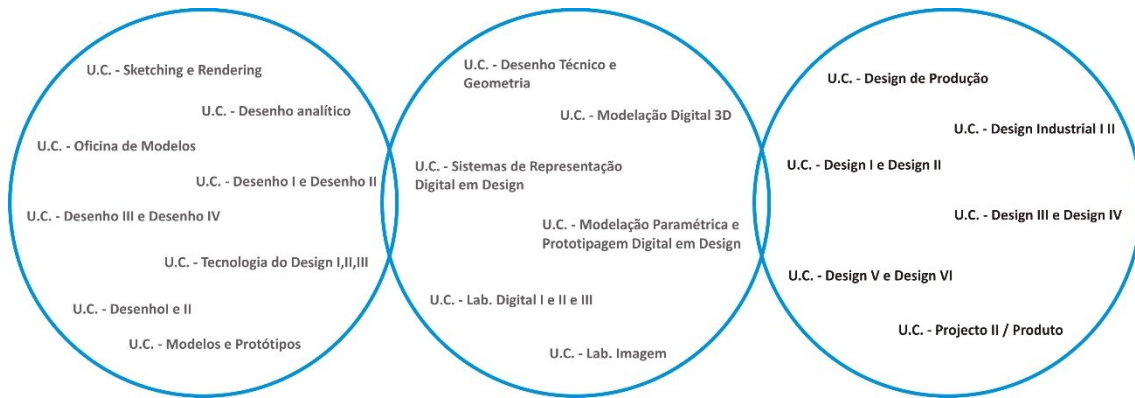 U.C. - Sketching e Rendering
U.C. - Desenho analítico
U.C. - Oficina de Modelos
U.C. - Desenho I e Desenho II
U.C. - Desenho III e Desenho IV
U.C. - Tecnologia do Design I,II,III
U.C. - DesenhoI e II
U.C. - Modelos e Protótipos
U.C. - Desenho Técnico e
Geometria
U.C. - Modelação Digital 3D
U.C. - Sistemas de Representação
Digital em Design
U.C. - Modelação Paramétrica e
Prototipagem Digital em Design
U.C. - Lab. Digital I e II e III
U.C. - Lab. Imagem
U.C. - Design de Produção
U.C. - Design Industrial I II
U.C. - Design I e Design II
U.C. - Design III e Design IV
U.C. - Design V e Design VI
U.C. - Projecto II / Produto